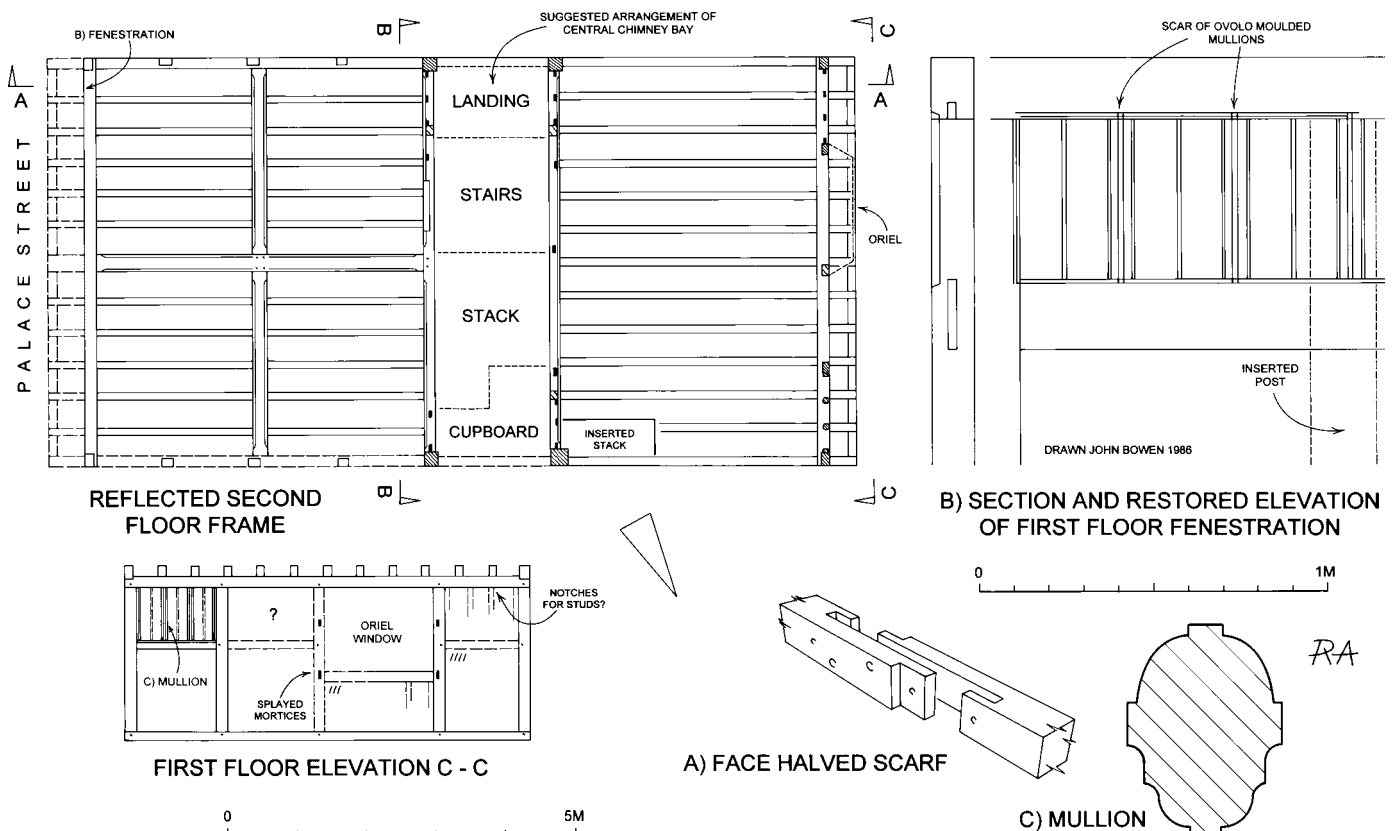 B) FENESTRATION
B
SUGGESTED ARRANGEMENT OF
CENTRAL CHIMNEY BAY
C
A
A
PALACE STREET
LANDING
STAIRS
STACK
CUPBOARD
INSERTED
STACK
ORIEL
B
C
REFLECTED SECOND
FLOOR FRAME
SCAR OF OVOLO MOULDED
MULLIONS
INSERTED
POST
DRAWN JOHN BOWEN 1986
B) SECTION AND RESTORED ELEVATION
OF FIRST FLOOR FENESTRATION
0 1M
?
ORIEL
WINDOW
NOTCHES
FOR STUDS?
C) MULLION
SPLAYED
MORTICES
FIRST FLOOR ELEVATION C - C
0 5M
A) FACE HALVED SCARF
RA
C) MULLION